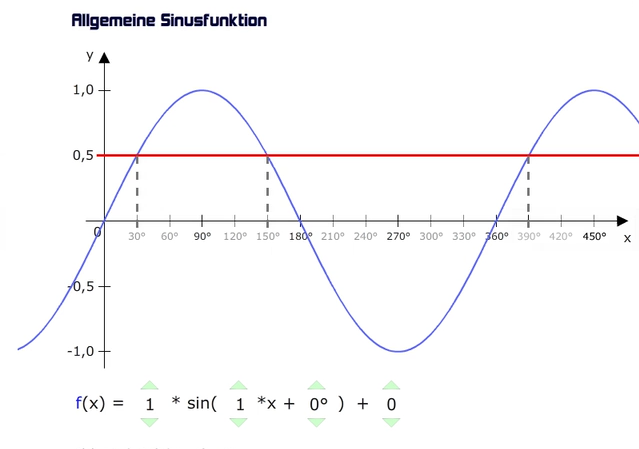 Allgemeine Sinusfunktion
y
1,0
0,5
0 30° 60° 90° 120° 150° 180° 210° 240° 270° 300° 330° 360° 390° 420° 450°
x
-0,5
-1,0
f(x) = 1 * sin( 1 *x + 0° ) + 0